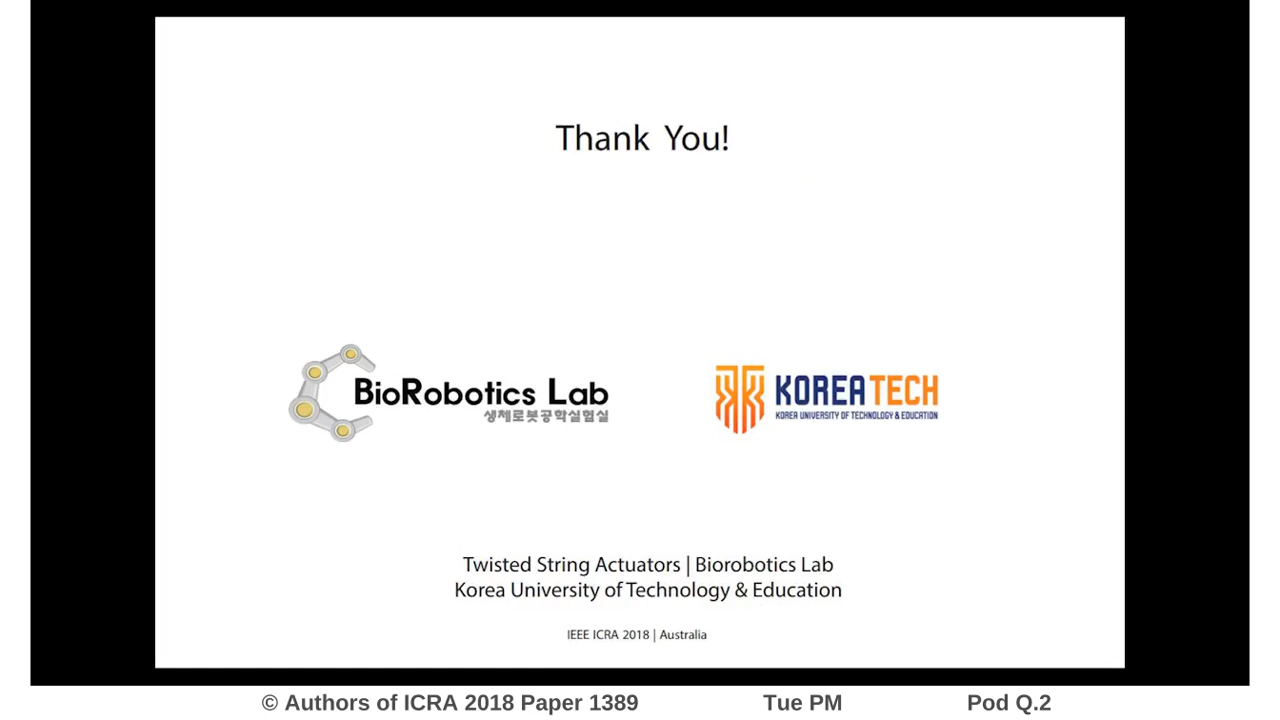 Thank You!
BioRobotics Lab
생체로봇공학실험실
KOREATECH
KOREA UNIVERSITY OF TECHNOLOGY & EDUCATION
Twisted String Actuators | Biorobotics Lab
Korea University of Technology & Education
IEEE ICRA 2018 | Australia
© Authors of ICRA 2018 Paper 1389 Tue PM Pod Q.2